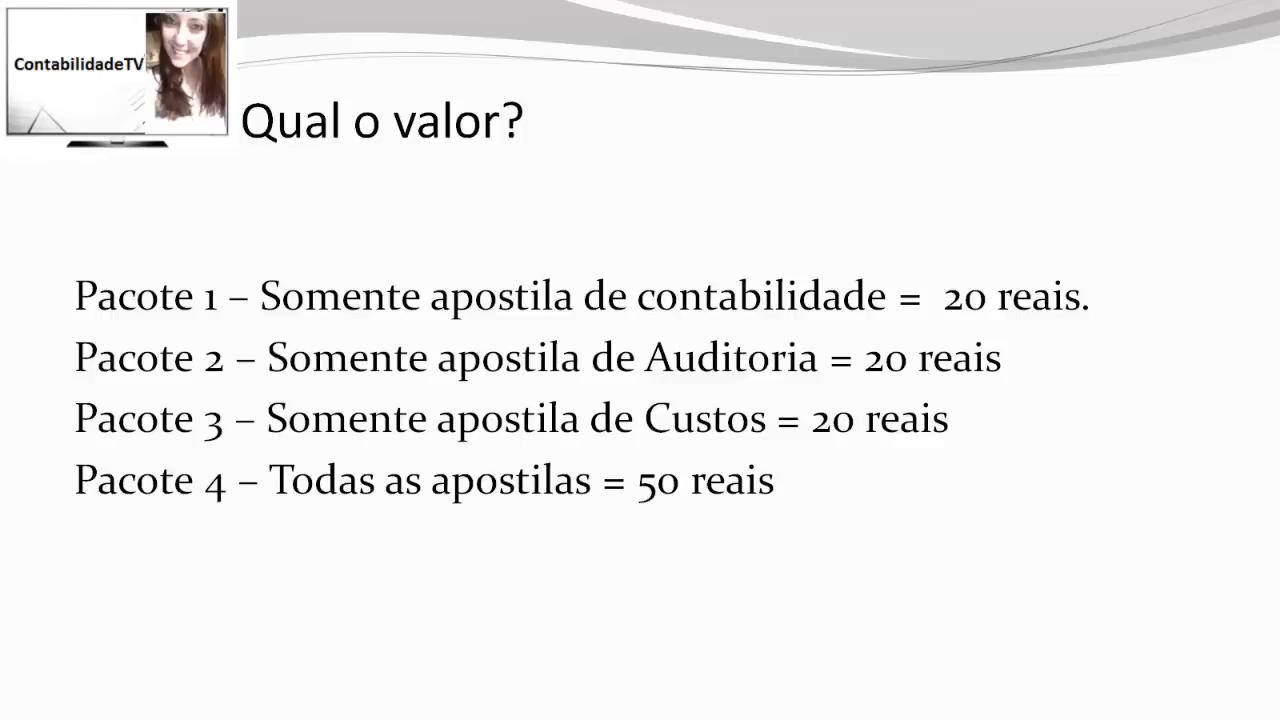 ContabilidadeTV
Qual o valor?
Pacote 1 – Somente apostila de contabilidade = 20 reais.
Pacote 2 – Somente apostila de Auditoria = 20 reais
Pacote 3 – Somente apostila de Custos = 20 reais
Pacote 4 – Todas as apostilas = 50 reais